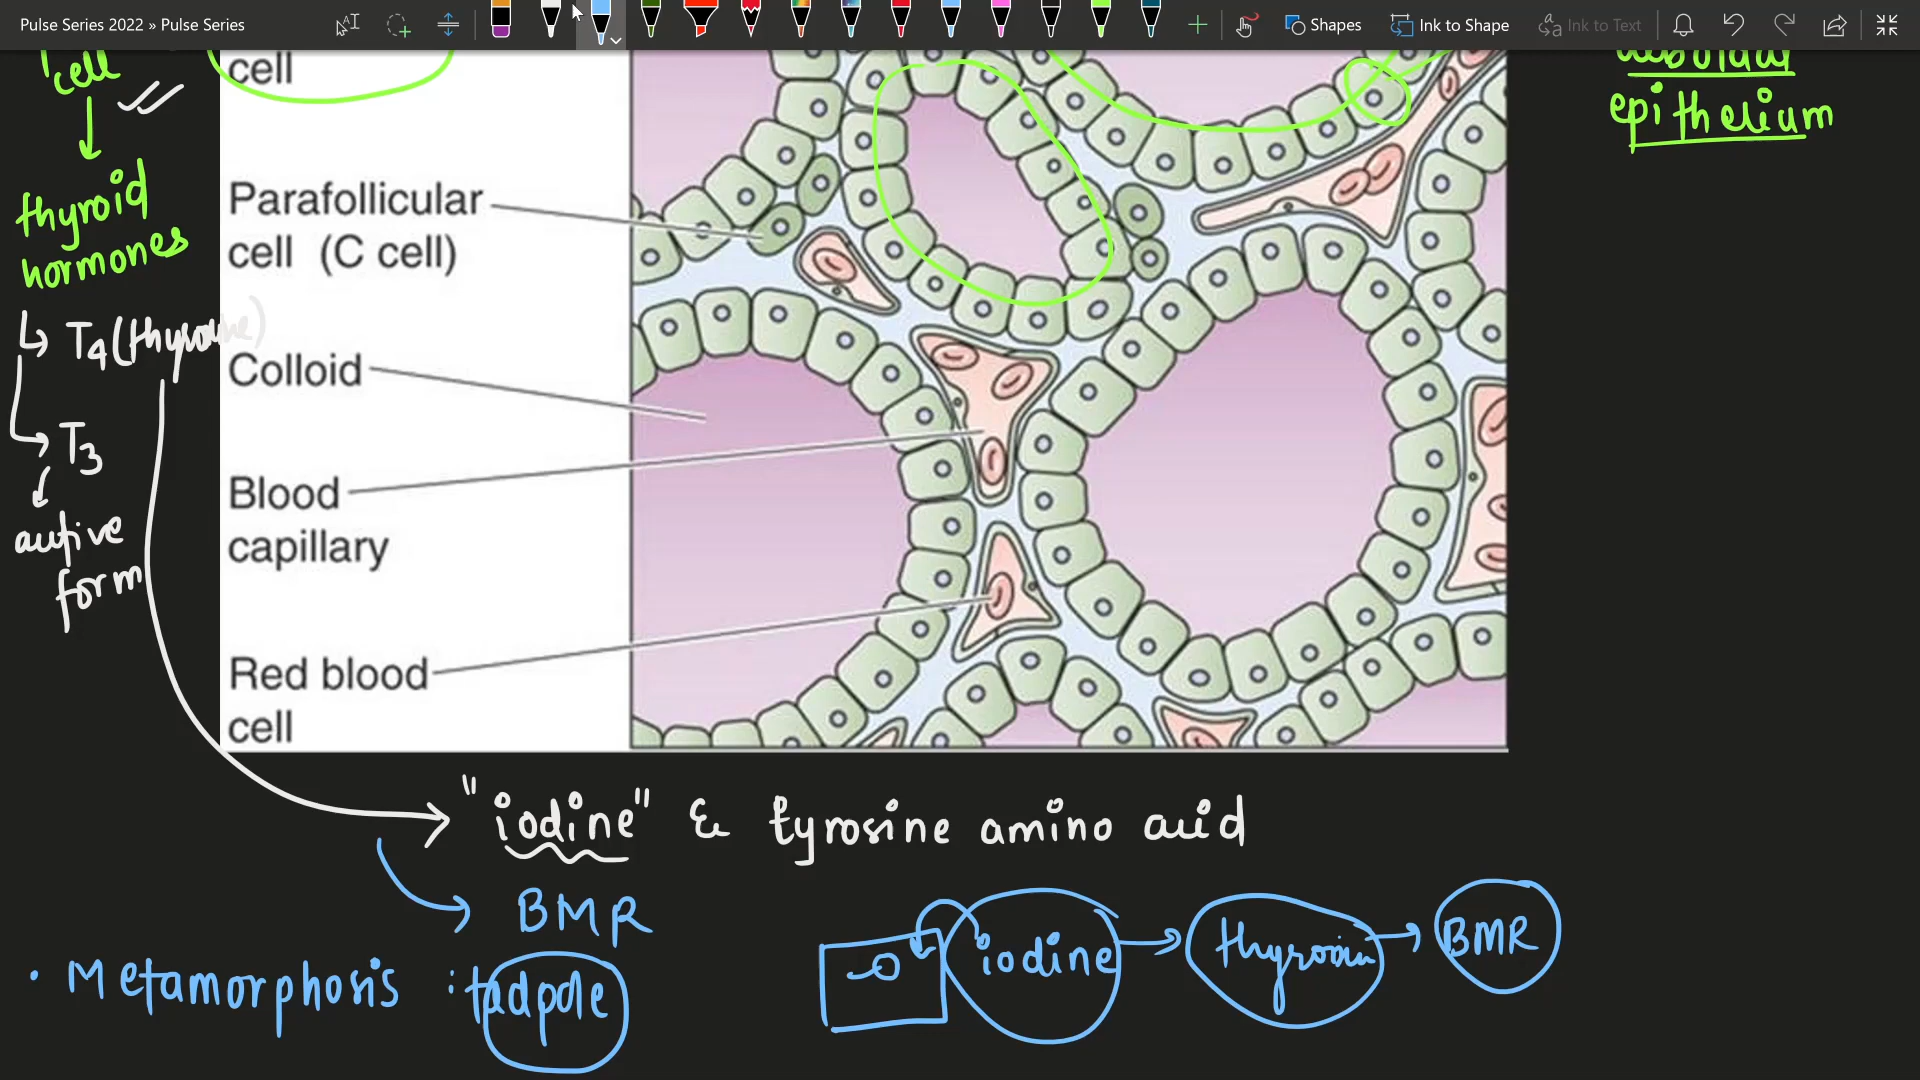 Pulse Series 2022 » Pulse Series
Shapes
Ink to Shape
Ink to Text
cell
thyroid
hormones
T4 (thyroxine)
T3
active
form
cell
Parafollicular
cell (C cell)
Colloid
Blood
capillary
Red blood
cell
epithelium
"iodine" & tyrosine amino acid
BMR
• Metamorphosis : tadpole
iodine → thyroxin → BMR